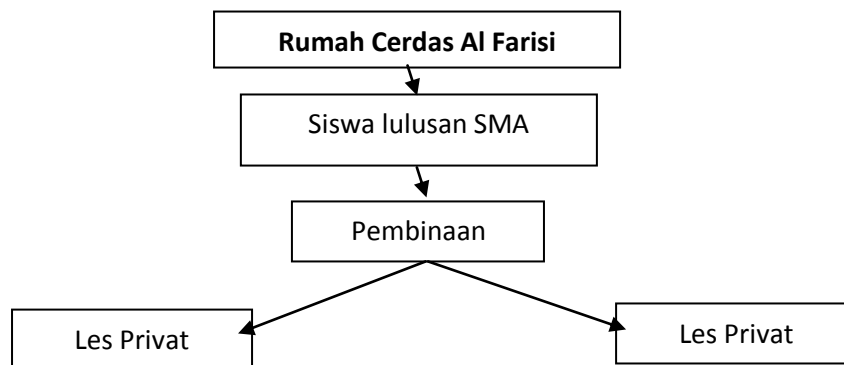 Rumah Cerdas Al Farisi
Siswa lulusan SMA
Pembinaan
Les Privat
Les Privat